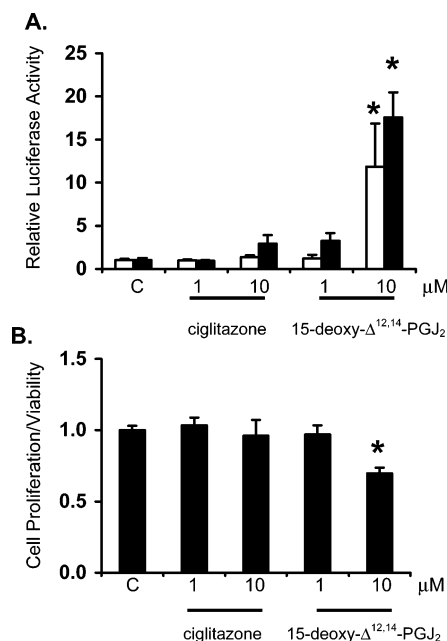 A.
Relative Luciferase Activity
25
20
15
10
5
0
* *
C 1 10 1 10 μM
ciglitazone 15-deoxy-Δ12,14-PGJ2
B.
Cell Proliferation/Viability
1.5
1.0
0.5
0.0
*
C 1 10 1 10 μM
ciglitazone 15-deoxy-Δ12,14-PGJ2